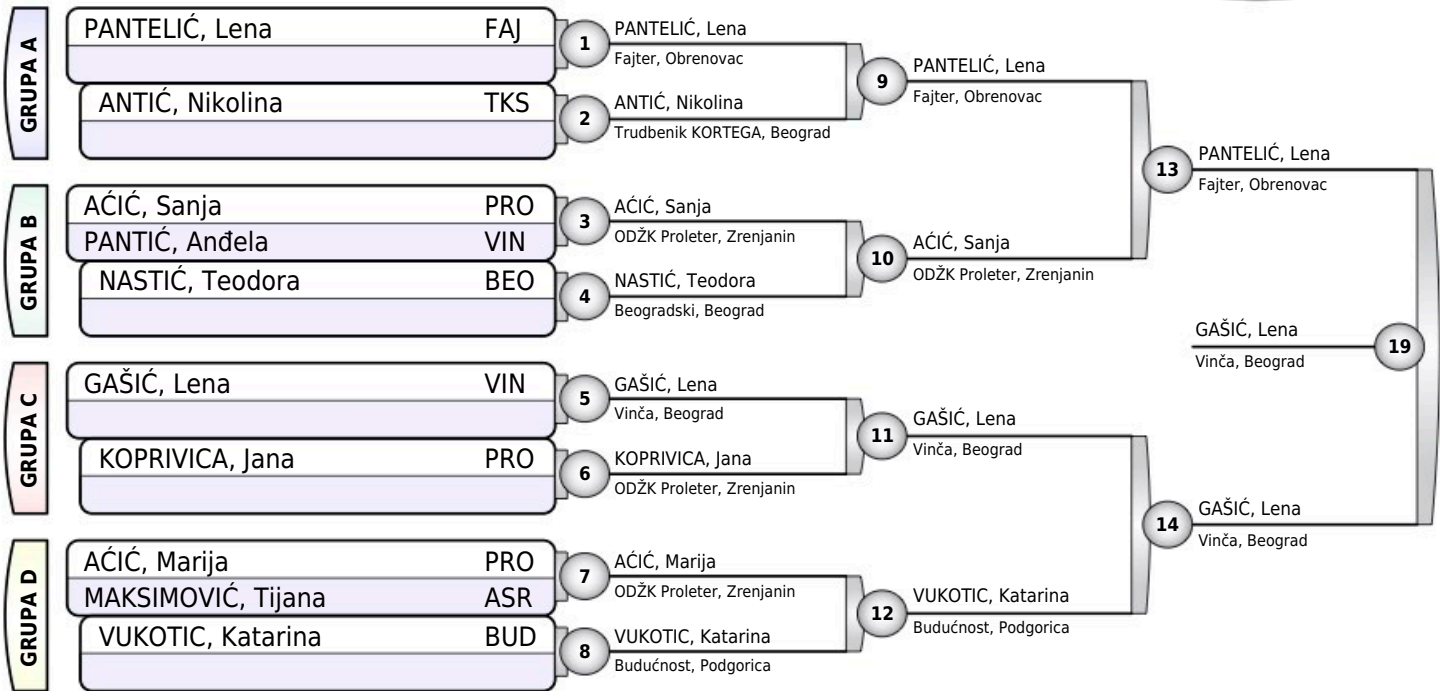 GRUPA A
PANTELIĆ, Lena FAJ
ANTIĆ, Nikolina TKS
1
PANTELIĆ, Lena
Fajter, Obrenovac
2
ANTIĆ, Nikolina
Trudbenik KORTEGA, Beograd
9
PANTELIĆ, Lena
Fajter, Obrenovac
13
PANTELIĆ, Lena
Fajter, Obrenovac
GRUPA B
AĆIĆ, Sanja PRO
PANTIĆ, Anđela VIN
NASTIĆ, Teodora BEO
3
AĆIĆ, Sanja
ODŽK Proleter, Zrenjanin
4
NASTIĆ, Teodora
Beogradski, Beograd
10
AĆIĆ, Sanja
ODŽK Proleter, Zrenjanin
GAŠIĆ, Lena
Vinča, Beograd
19
GRUPA C
GAŠIĆ, Lena VIN
KOPRIVICA, Jana PRO
5
GAŠIĆ, Lena
Vinča, Beograd
6
KOPRIVICA, Jana
ODŽK Proleter, Zrenjanin
11
GAŠIĆ, Lena
Vinča, Beograd
14
GAŠIĆ, Lena
Vinča, Beograd
GRUPA D
AĆIĆ, Marija PRO
MAKSIMOVIĆ, Tijana ASR
VUKOTIC, Katarina BUD
7
AĆIĆ, Marija
ODŽK Proleter, Zrenjanin
8
VUKOTIC, Katarina
Budućnost, Podgorica
12
VUKOTIC, Katarina
Budućnost, Podgorica